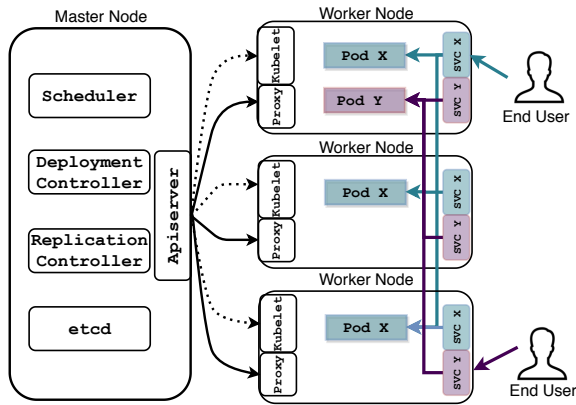 Master Node
Scheduler
Deployment
Controller
Replication
Controller
etcd
Apiserver
Worker Node
Kubelet
Proxy
Pod X
Pod Y
SVC X
SVC Y
End User
Worker Node
Kubelet
Proxy
Pod X
SVC X
SVC Y
Worker Node
Kubelet
Proxy
Pod X
SVC X
SVC Y
End User